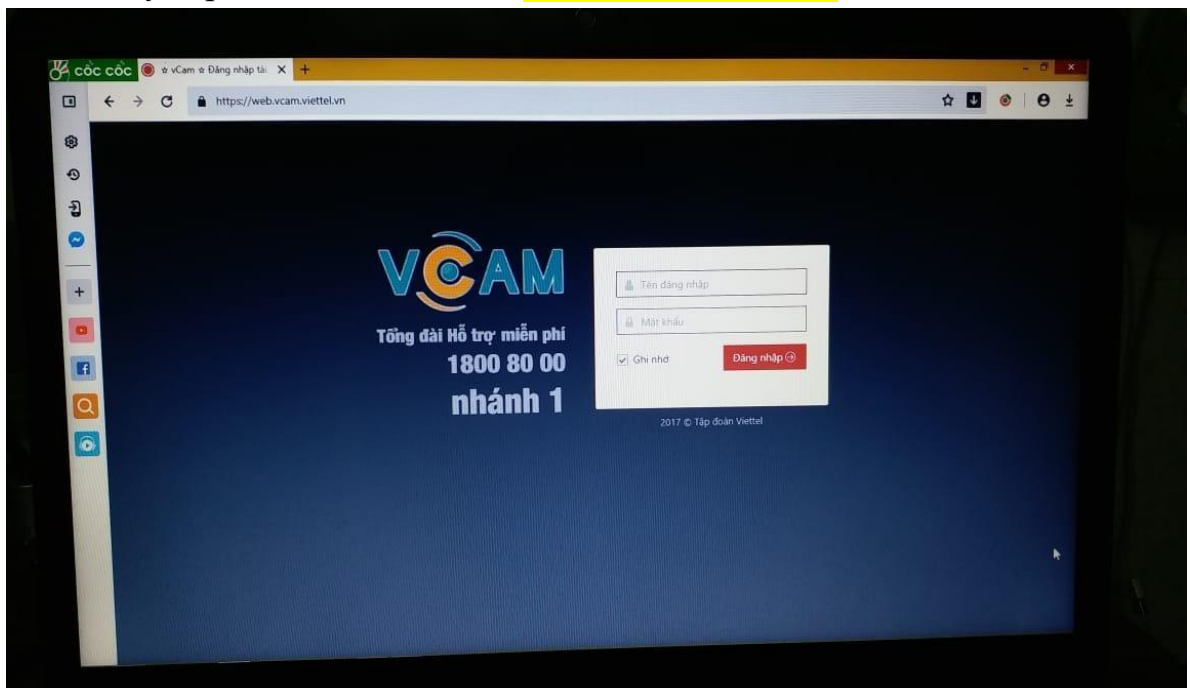 cốc cốc
☆ vCam ☆ Đăng nhập tài
https://web.vcam.viettel.vn
VCAM
Tổng đài Hỗ trợ miễn phí
1800 80 00
nhánh 1
Tên đăng nhập
Mật khẩu
Ghi nhớ
Đăng nhập
2017 © Tập đoàn Viettel